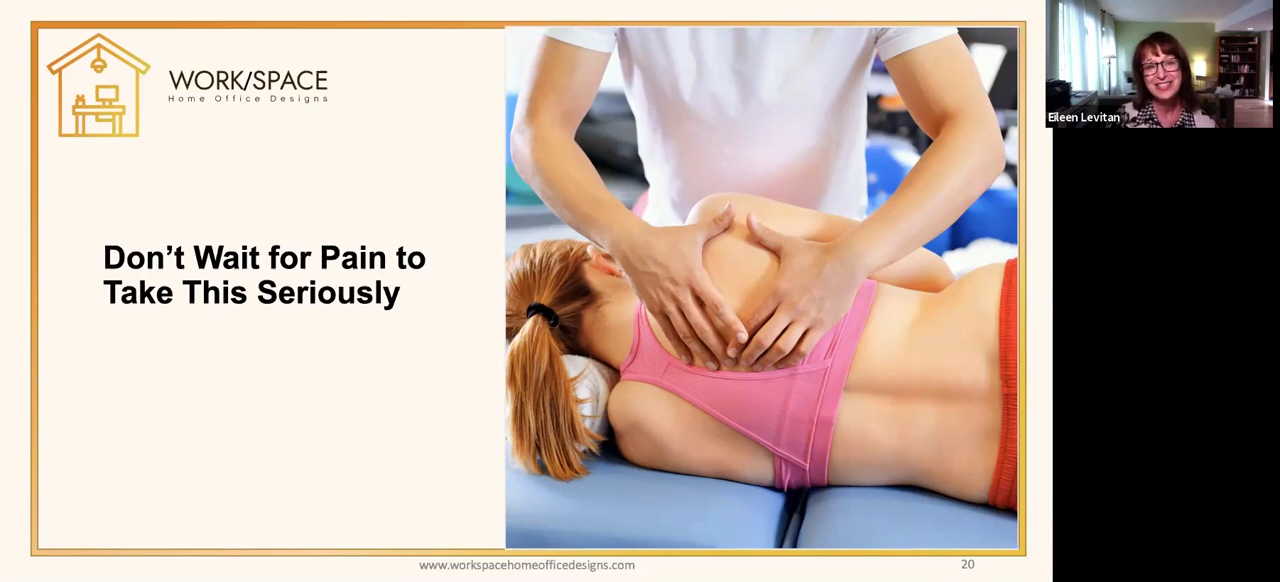 WORK/SPACE
Home Office Designs
Don’t Wait for Pain to
Take This Seriously
www.workspacehomeofficedesigns.com
20
Eileen Levitan